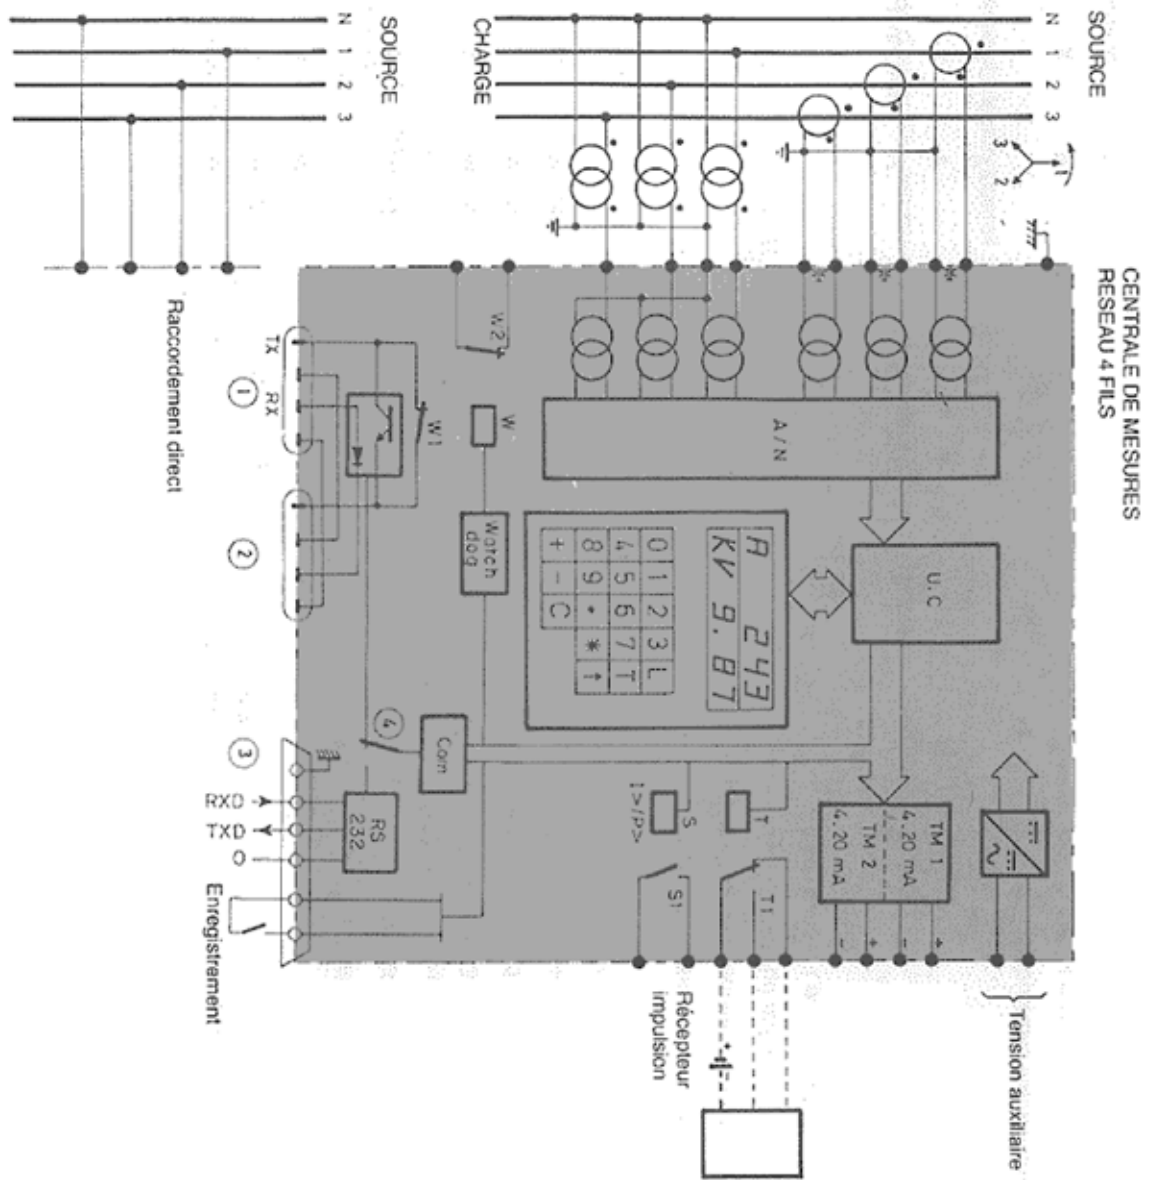 CENTRALE DE MESURES
RESEAU 4 FILS
SOURCE
N
1
2
3
CHARGE
1
2
3
SOURCE
N
1
2
3
Raccordement direct
A/N
U.C
A 243
KV 9.87
0 1 2 3 L
4 5 6 7 T
8 9 • * ↑
+ - C
W2
W
W1
Watch
dog
TX
RX
1
2
3
4
Com
RS
232
RXD
TXD
0
Enregistrement
S
I>/P>
S1
T
T1
TM 1
4.20 mA
TM 2
4.20 mA
+
-
+
-
Tension auxiliaire
Récepteur
impulsion
+
-